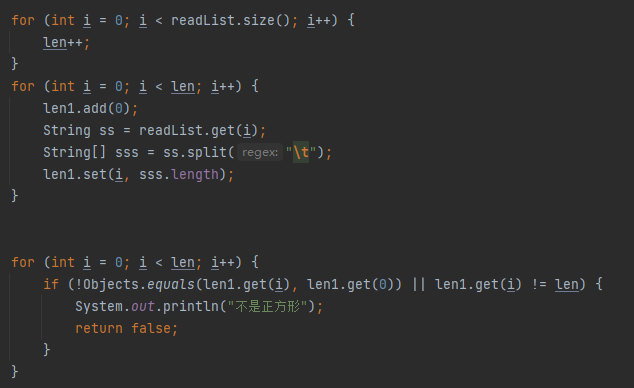 for (int i = 0; i < readList.size(); i++) {
    len++;
}
for (int i = 0; i < len; i++) {
    len1.add(0);
    String ss = readList.get(i);
    String[] sss = ss.split( regex: "\t");
    len1.set(i, sss.length);
}
for (int i = 0; i < len; i++) {
    if (!Objects.equals(len1.get(i), len1.get(0)) || len1.get(i) != len) {
        System.out.println("不是正方形");
        return false;
    }
}